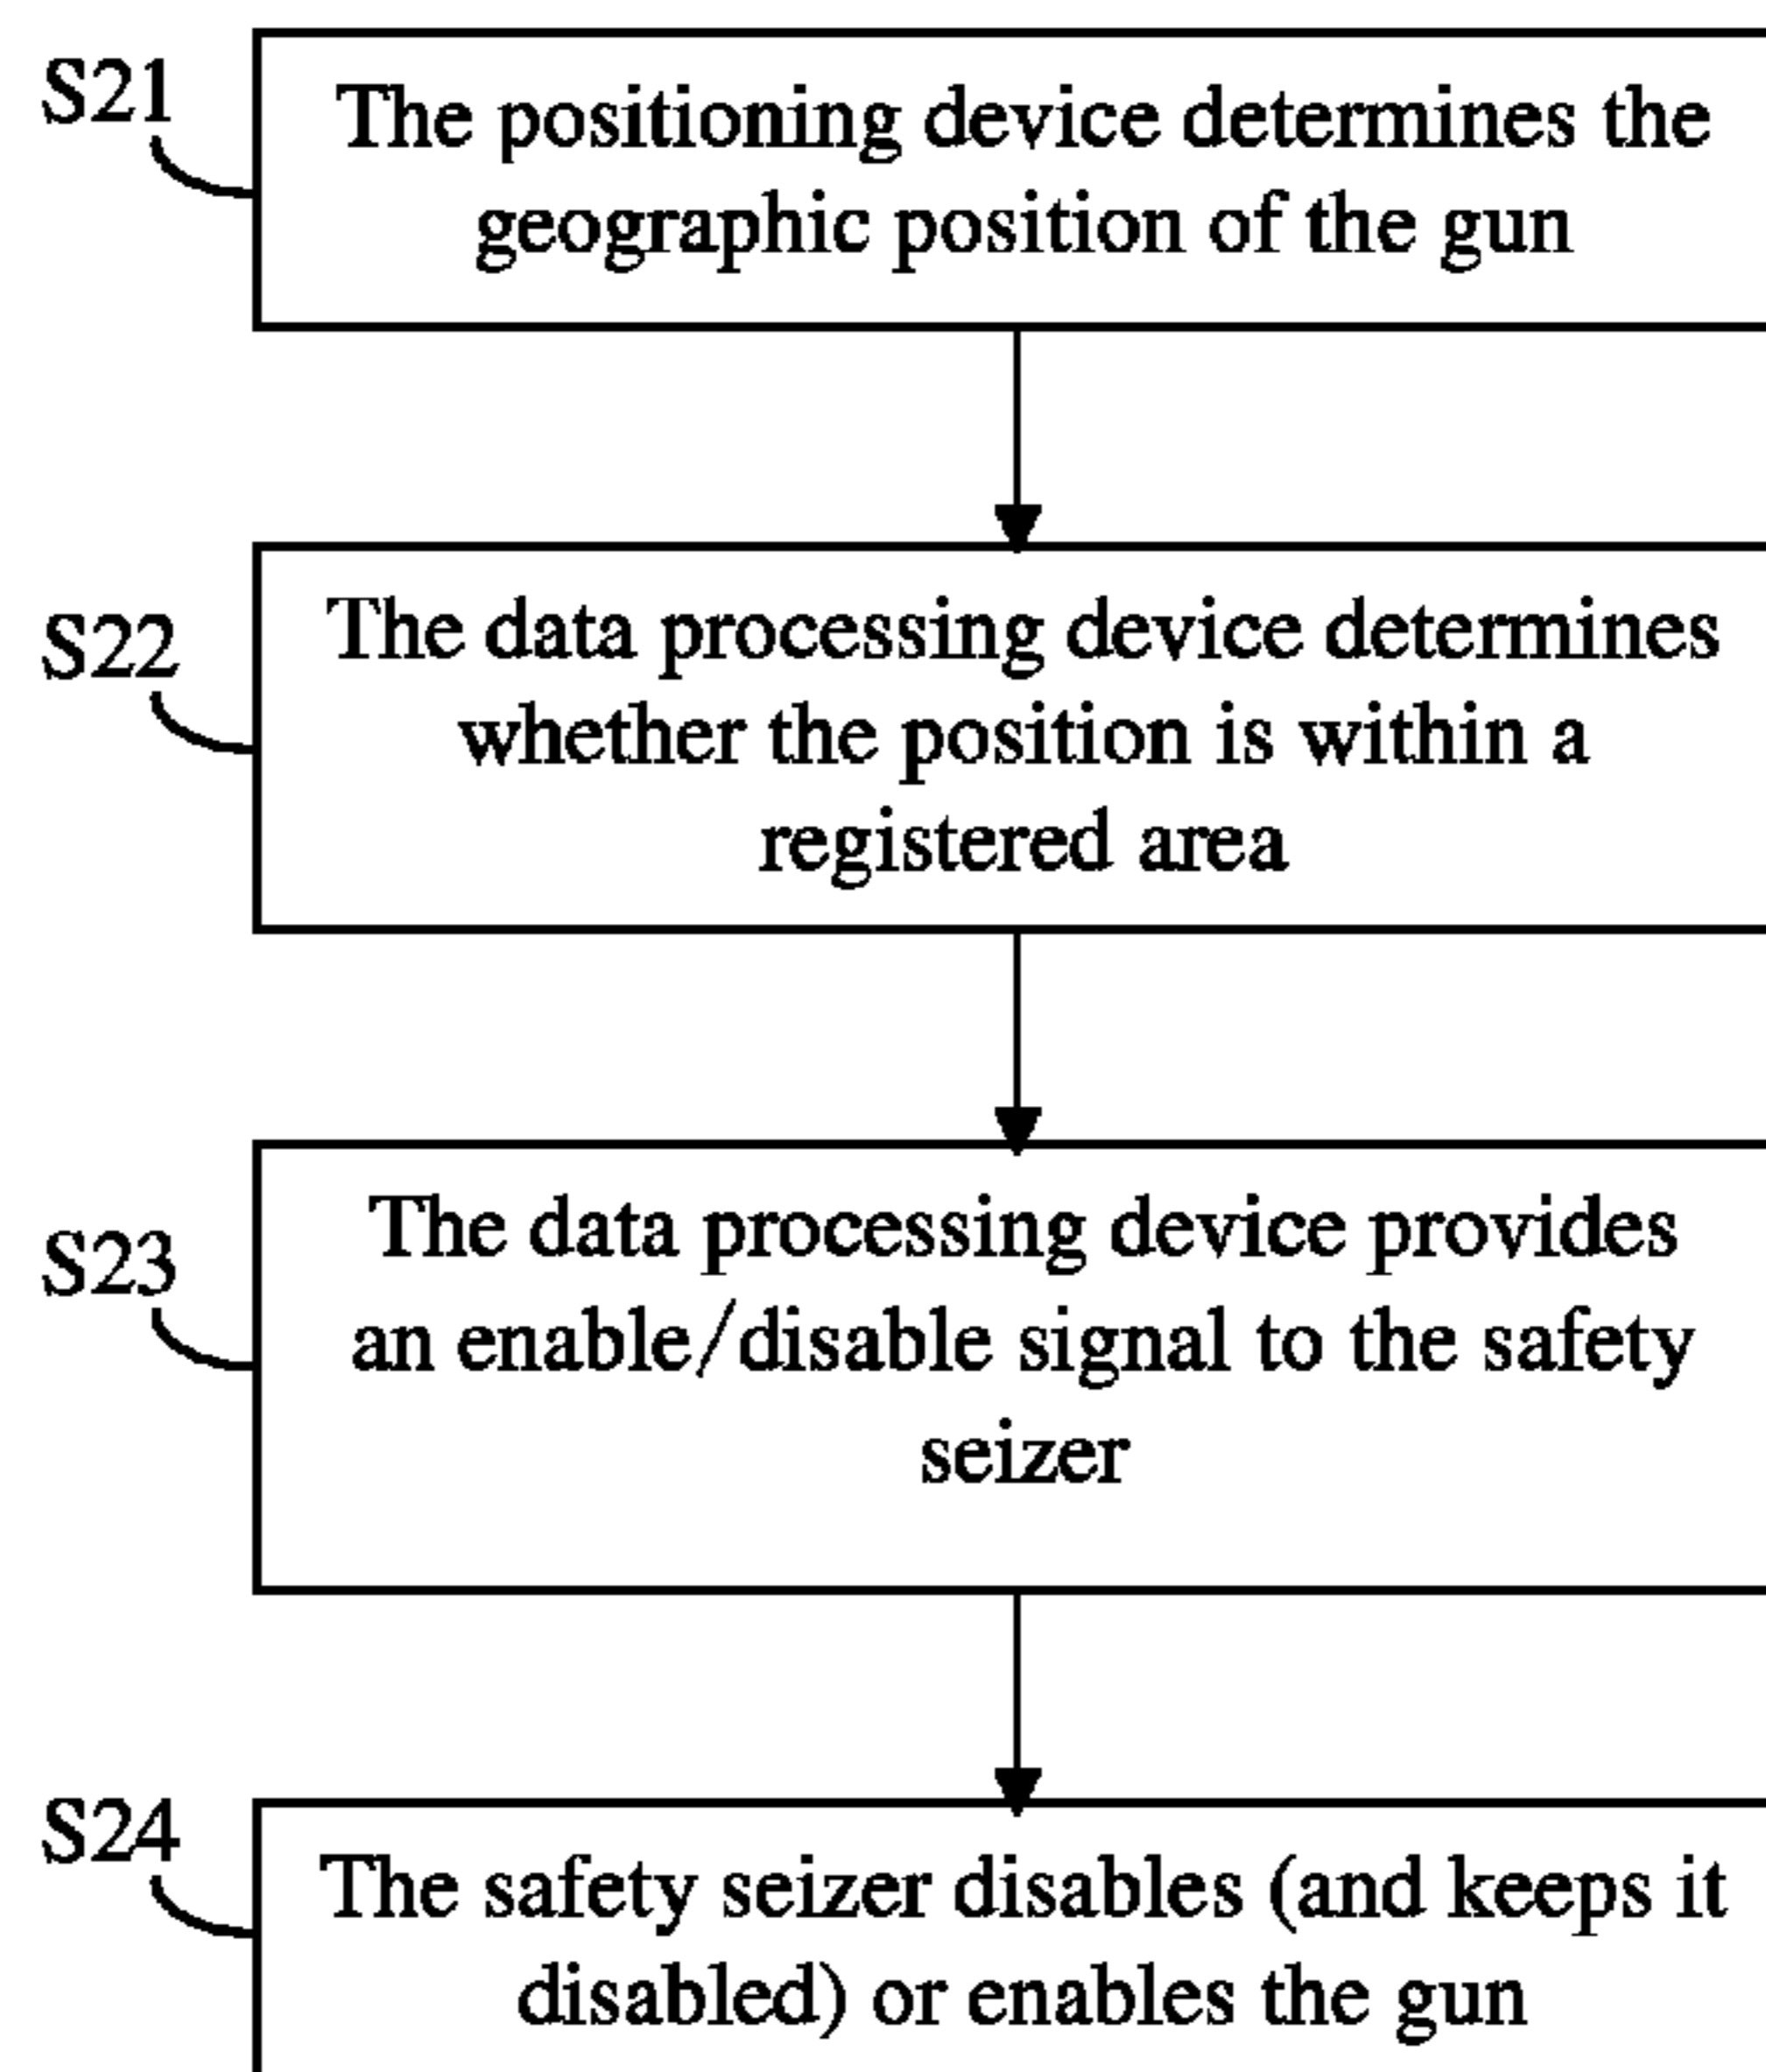 S21
The positioning device determines the
geographic position of the gun
S22
The data processing device determines
whether the position is within a
registered area
S23
The data processing device provides
an enable/disable signal to the safety
seizer
S24
The safety seizer disables (and keeps it
disabled) or enables the gun